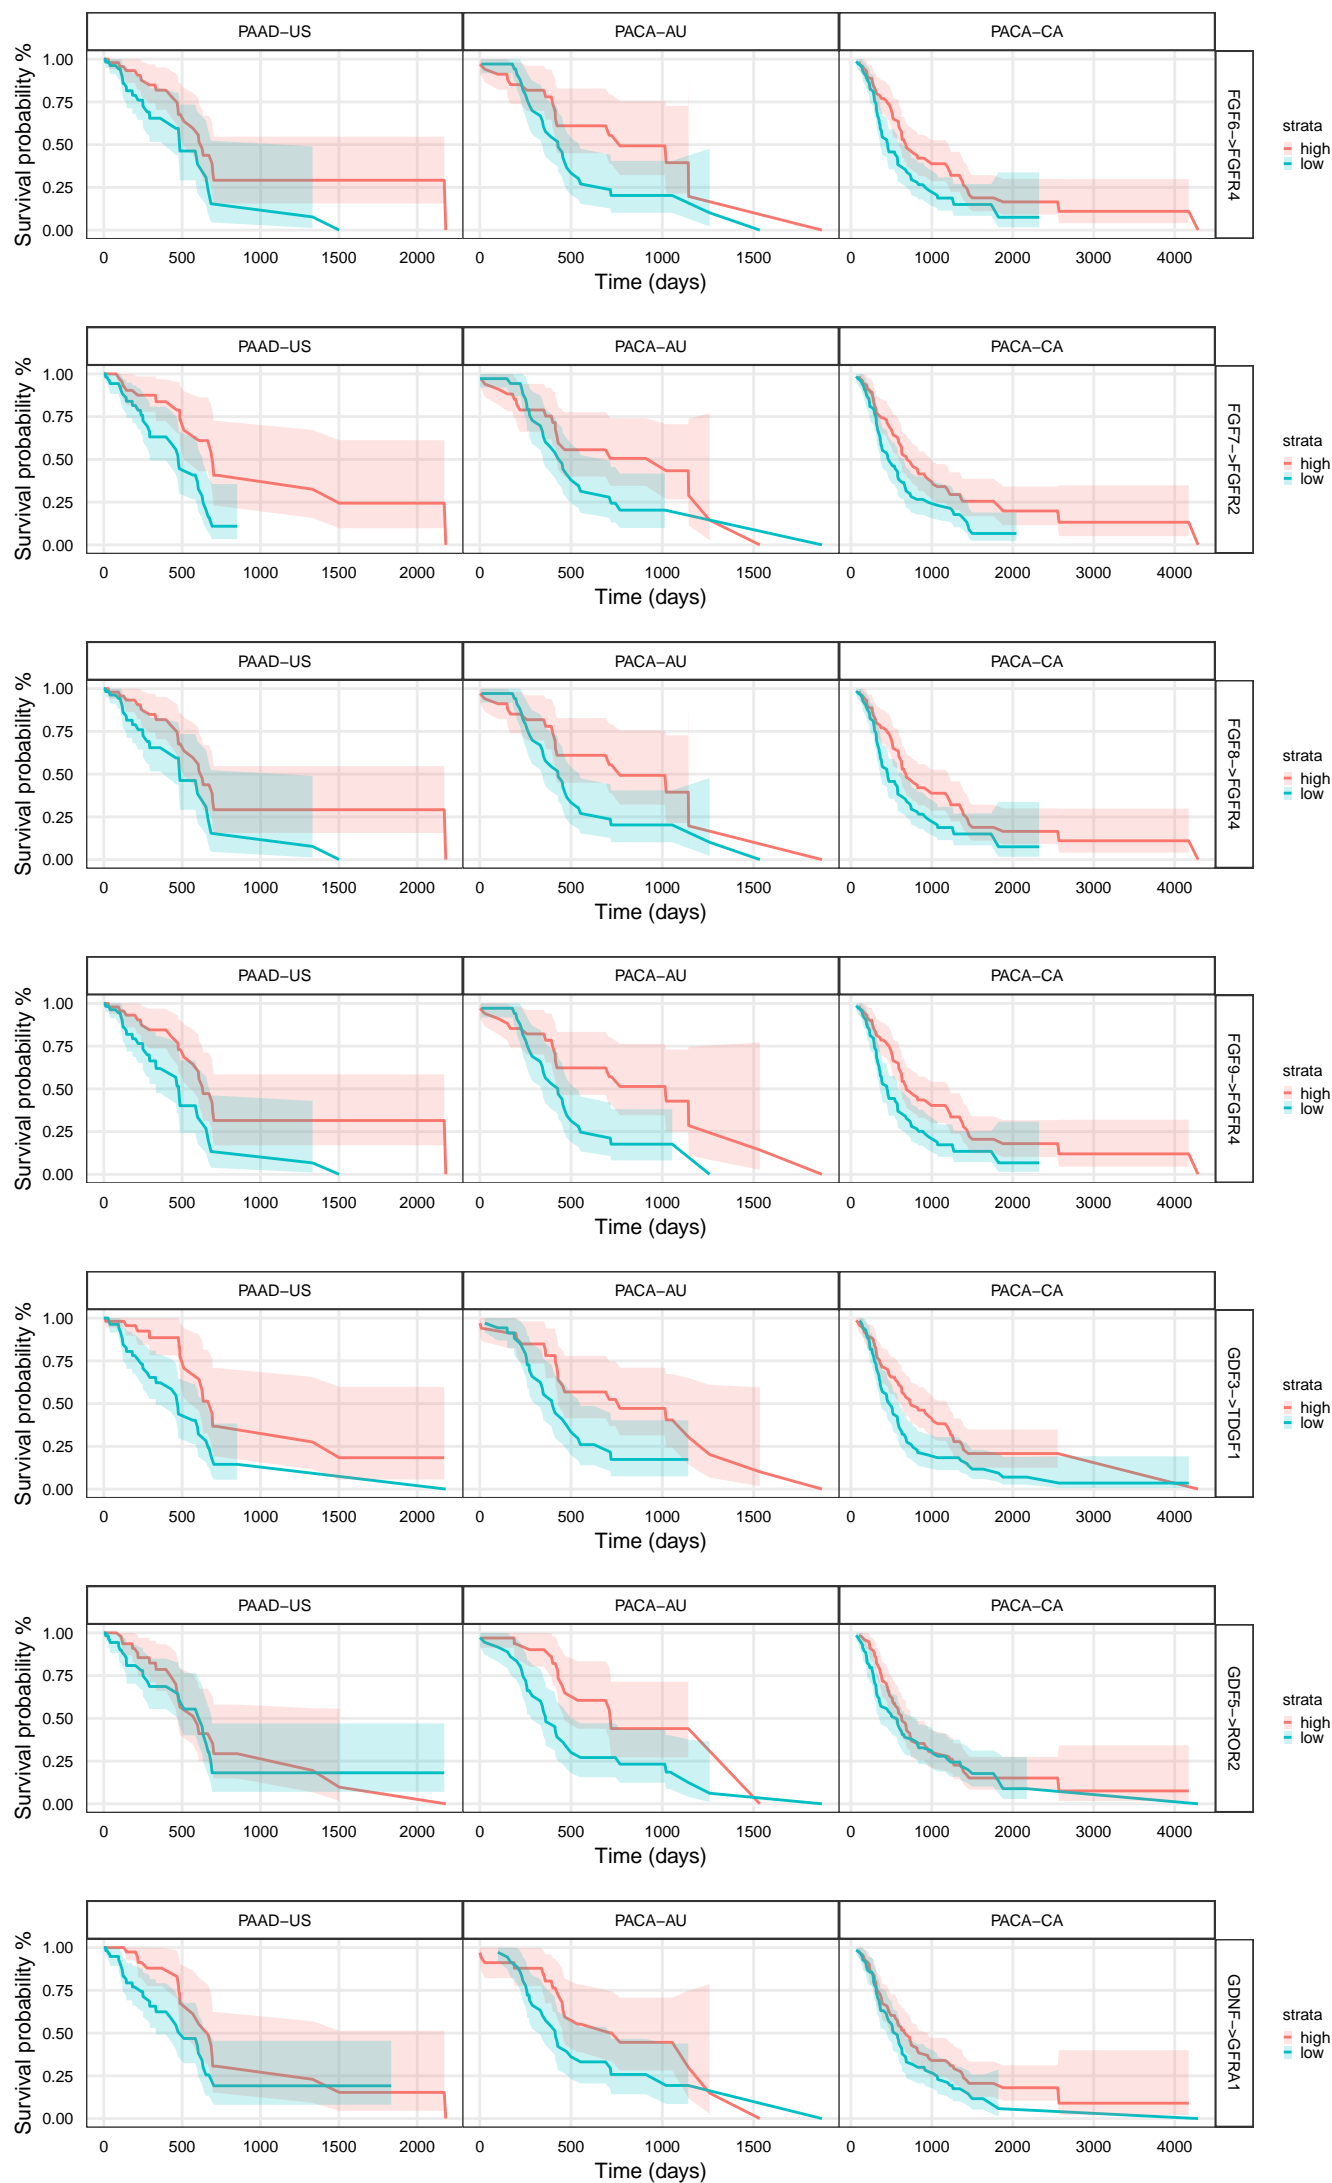 PAAD−US PACA−AU PACA−CA
Survival probability %
1.00
0.75
0.50
0.25
0.00
FGF6−>FGFR4
strata
high
low
0 500 1000 1500 2000 0 500 1000 1500 0 1000 2000 3000 4000
Time (days)
PAAD−US PACA−AU PACA−CA
Survival probability %
1.00
0.75
0.50
0.25
0.00
FGF7−>FGFR2
strata
high
low
0 500 1000 1500 2000 0 500 1000 1500 0 1000 2000 3000 4000
Time (days)
PAAD−US PACA−AU PACA−CA
Survival probability %
1.00
0.75
0.50
0.25
0.00
FGF8−>FGFR4
strata
high
low
0 500 1000 1500 2000 0 500 1000 1500 0 1000 2000 3000 4000
Time (days)
PAAD−US PACA−AU PACA−CA
Survival probability %
1.00
0.75
0.50
0.25
0.00
FGF9−>FGFR4
strata
high
low
0 500 1000 1500 2000 0 500 1000 1500 0 1000 2000 3000 4000
Time (days)
PAAD−US PACA−AU PACA−CA
Survival probability %
1.00
0.75
0.50
0.25
0.00
GDF3−>TDGF1
strata
high
low
0 500 1000 1500 2000 0 500 1000 1500 0 1000 2000 3000 4000
Time (days)
PAAD−US PACA−AU PACA−CA
Survival probability %
1.00
0.75
0.50
0.25
0.00
GDF5−>ROR2
strata
high
low
0 500 1000 1500 2000 0 500 1000 1500 0 1000 2000 3000 4000
Time (days)
PAAD−US PACA−AU PACA−CA
Survival probability %
1.00
0.75
0.50
0.25
0.00
GDNF−>GFRA1
strata
high
low
0 500 1000 1500 2000 0 500 1000 1500 0 1000 2000 3000 4000
Time (days)